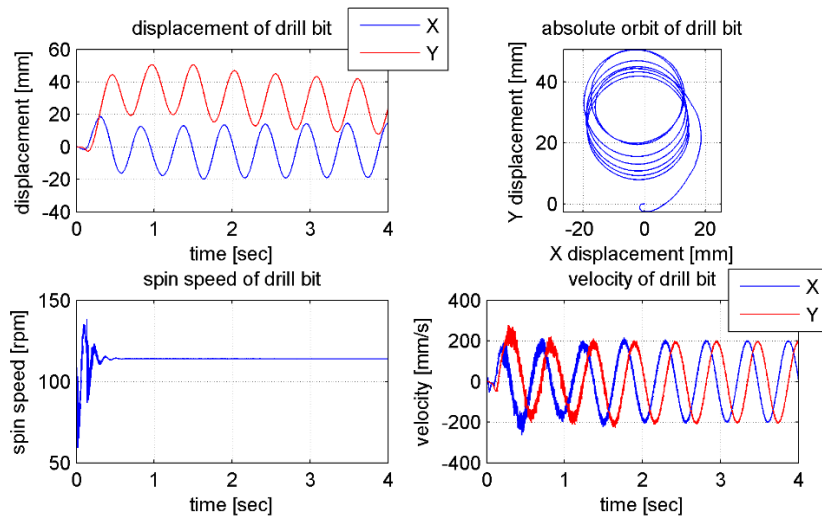 displacement of drill bit
X
Y
displacement [mm]
60
40
20
0
-20
-40
0
1
2
3
4
time [sec]
absolute orbit of drill bit
Y displacement [mm]
40
20
0
-20
0
20
X displacement [mm]
spin speed of drill bit
spin speed [rpm]
150
100
50
0
1
2
3
4
time [sec]
velocity of drill bit
X
Y
velocity [mm/s]
400
200
0
-200
-400
0
1
2
3
4
time [sec]